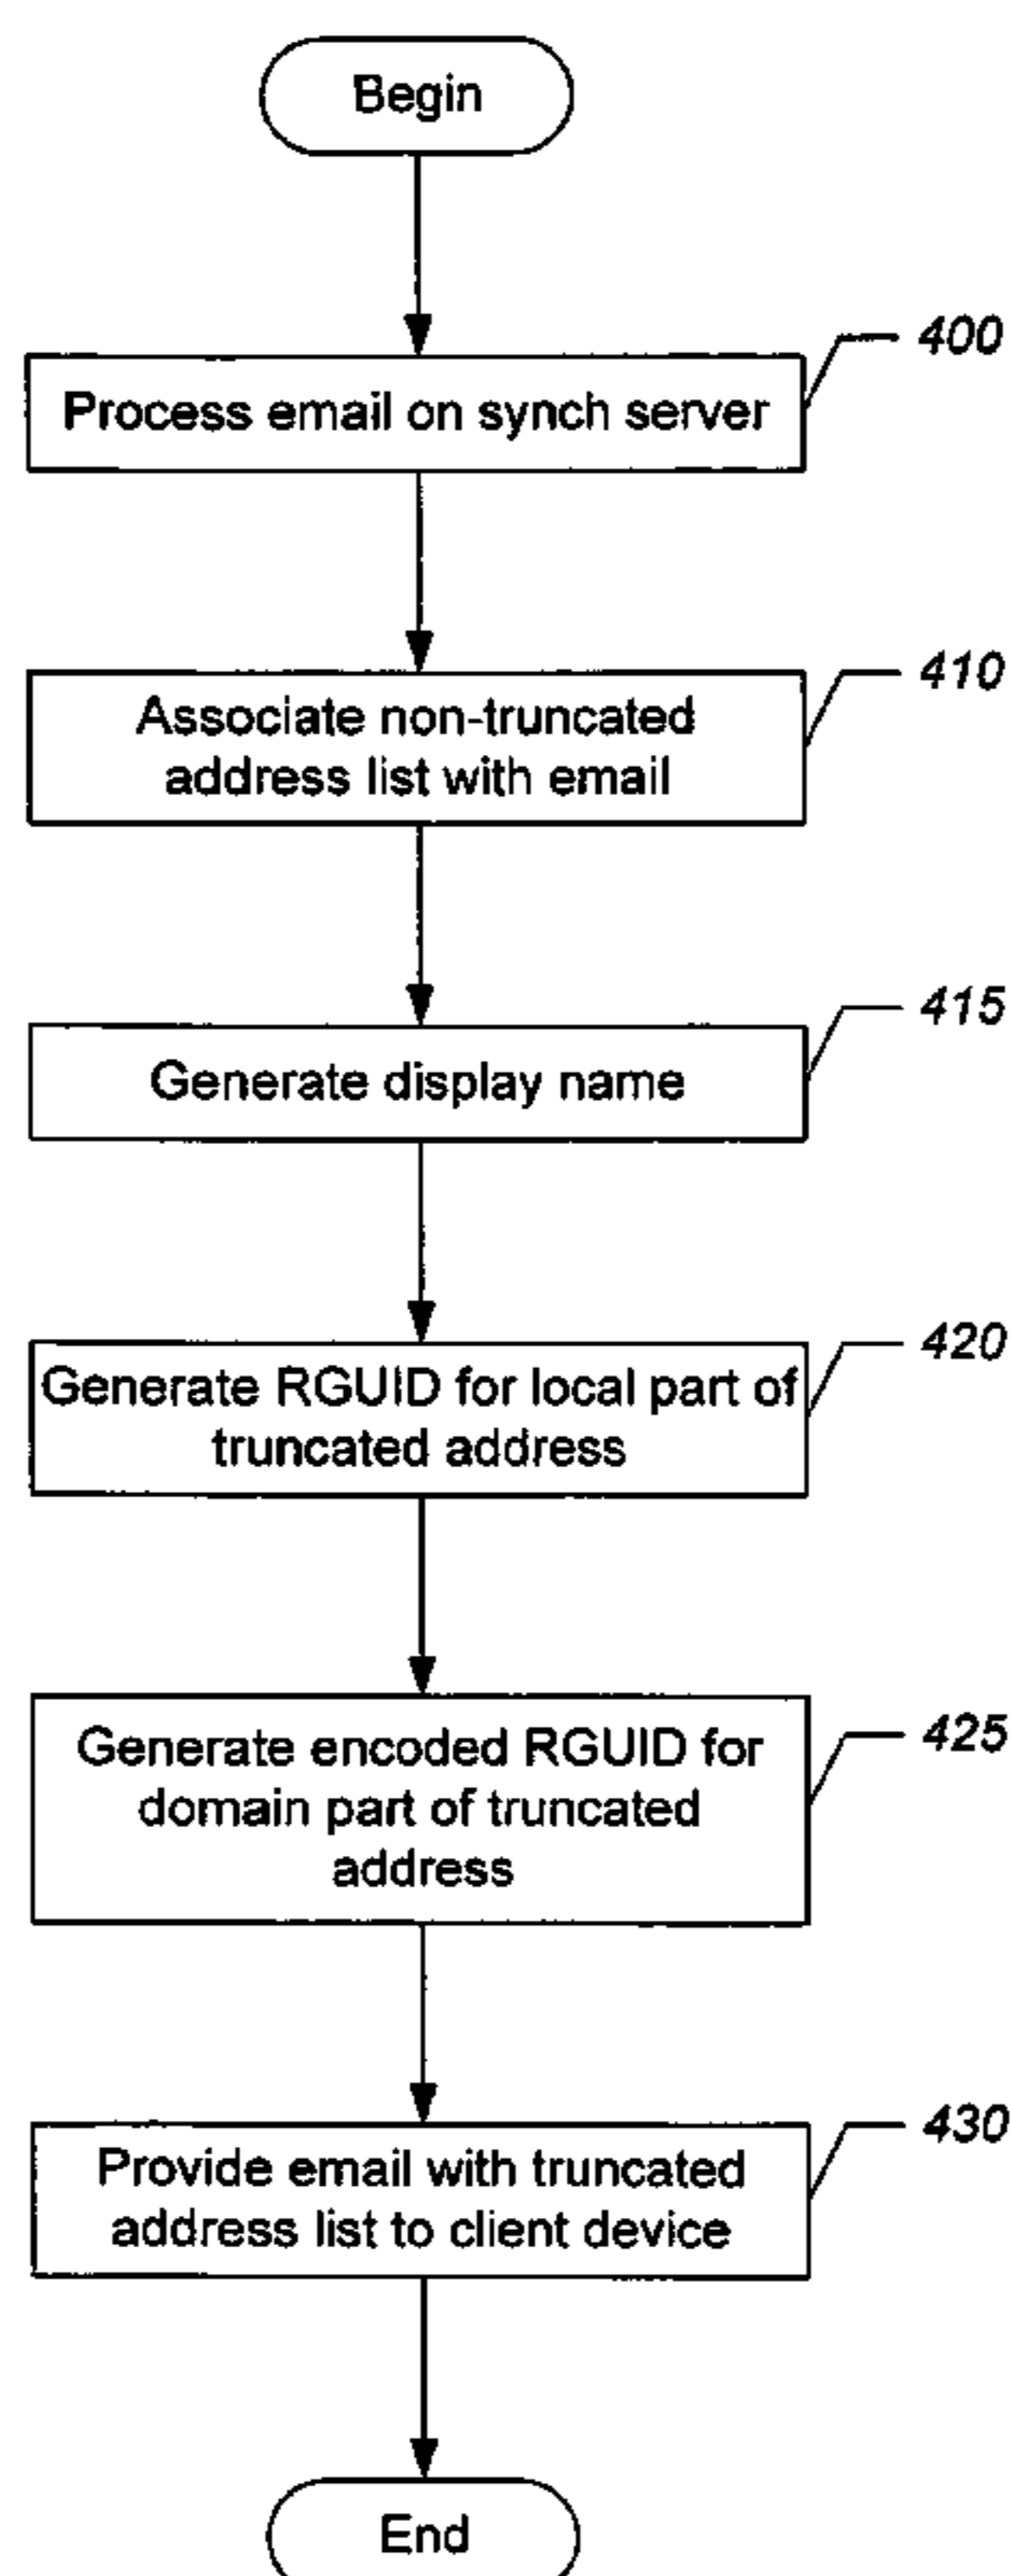 Begin
400
Process email on synch server
410
Associate non-truncated
address list with email
415
Generate display name
420
Generate RGUID for local part of
truncated address
425
Generate encoded RGUID for
domain part of truncated
address
430
Provide email with truncated
address list to client device
End